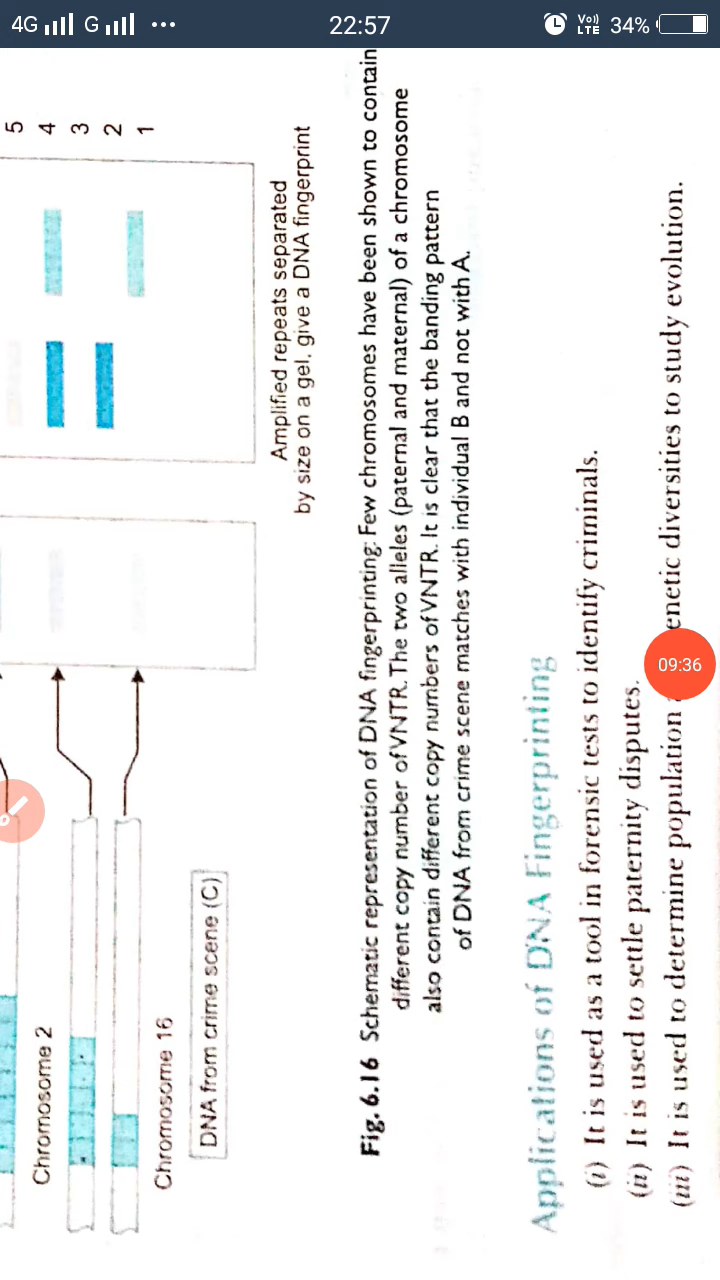 4G G ... 22:57 Vo)) LTE 34%
5
4
3
2
1
Amplified repeats separated
by size on a gel, give a DNA fingerprint
Chromosome 2
Chromosome 16
DNA from crime scene (C)
Fig. 6.16 Schematic representation of DNA fingerprinting: Few chromosomes have been shown to contain
different copy number of VNTR. The two alleles (paternal and maternal) of a chromosome
also contain different copy numbers of VNTR. It is clear that the banding pattern
of DNA from crime scene matches with individual B and not with A.
Applications of DNA Fingerprinting
(i) It is used as a tool in forensic tests to identify criminals.
(ii) It is used to settle paternity disputes.
(iii) It is used to determine population enetic diversities to study evolution.
09:36